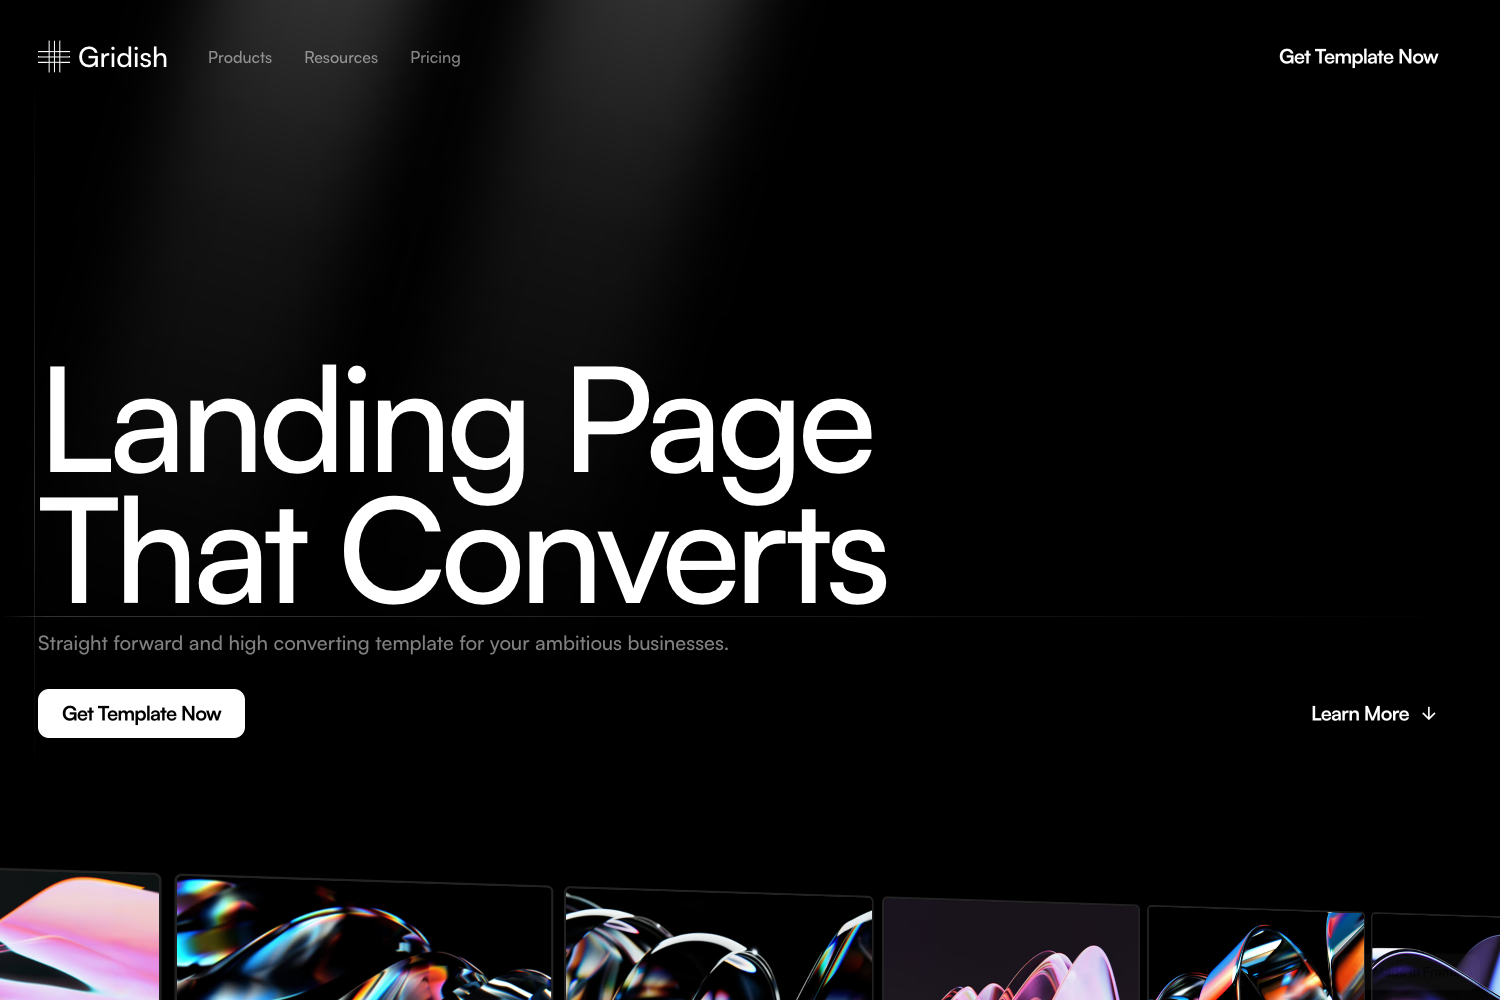 Gridish
Products
Resources
Pricing
Get Template Now
Landing Page
That Converts
Straight forward and high converting template for your ambitious businesses.
Get Template Now
Learn More